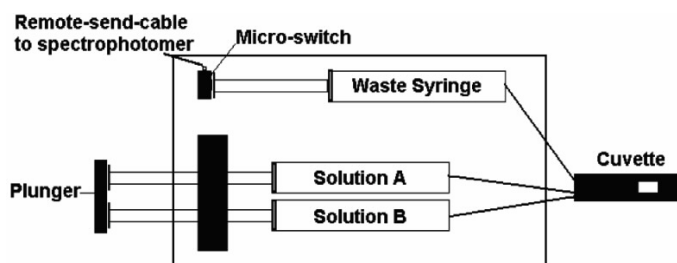 Remote-send-cable
to spectrophotomer
Micro-switch
Waste Syringe
Cuvette
Plunger
Solution A
Solution B